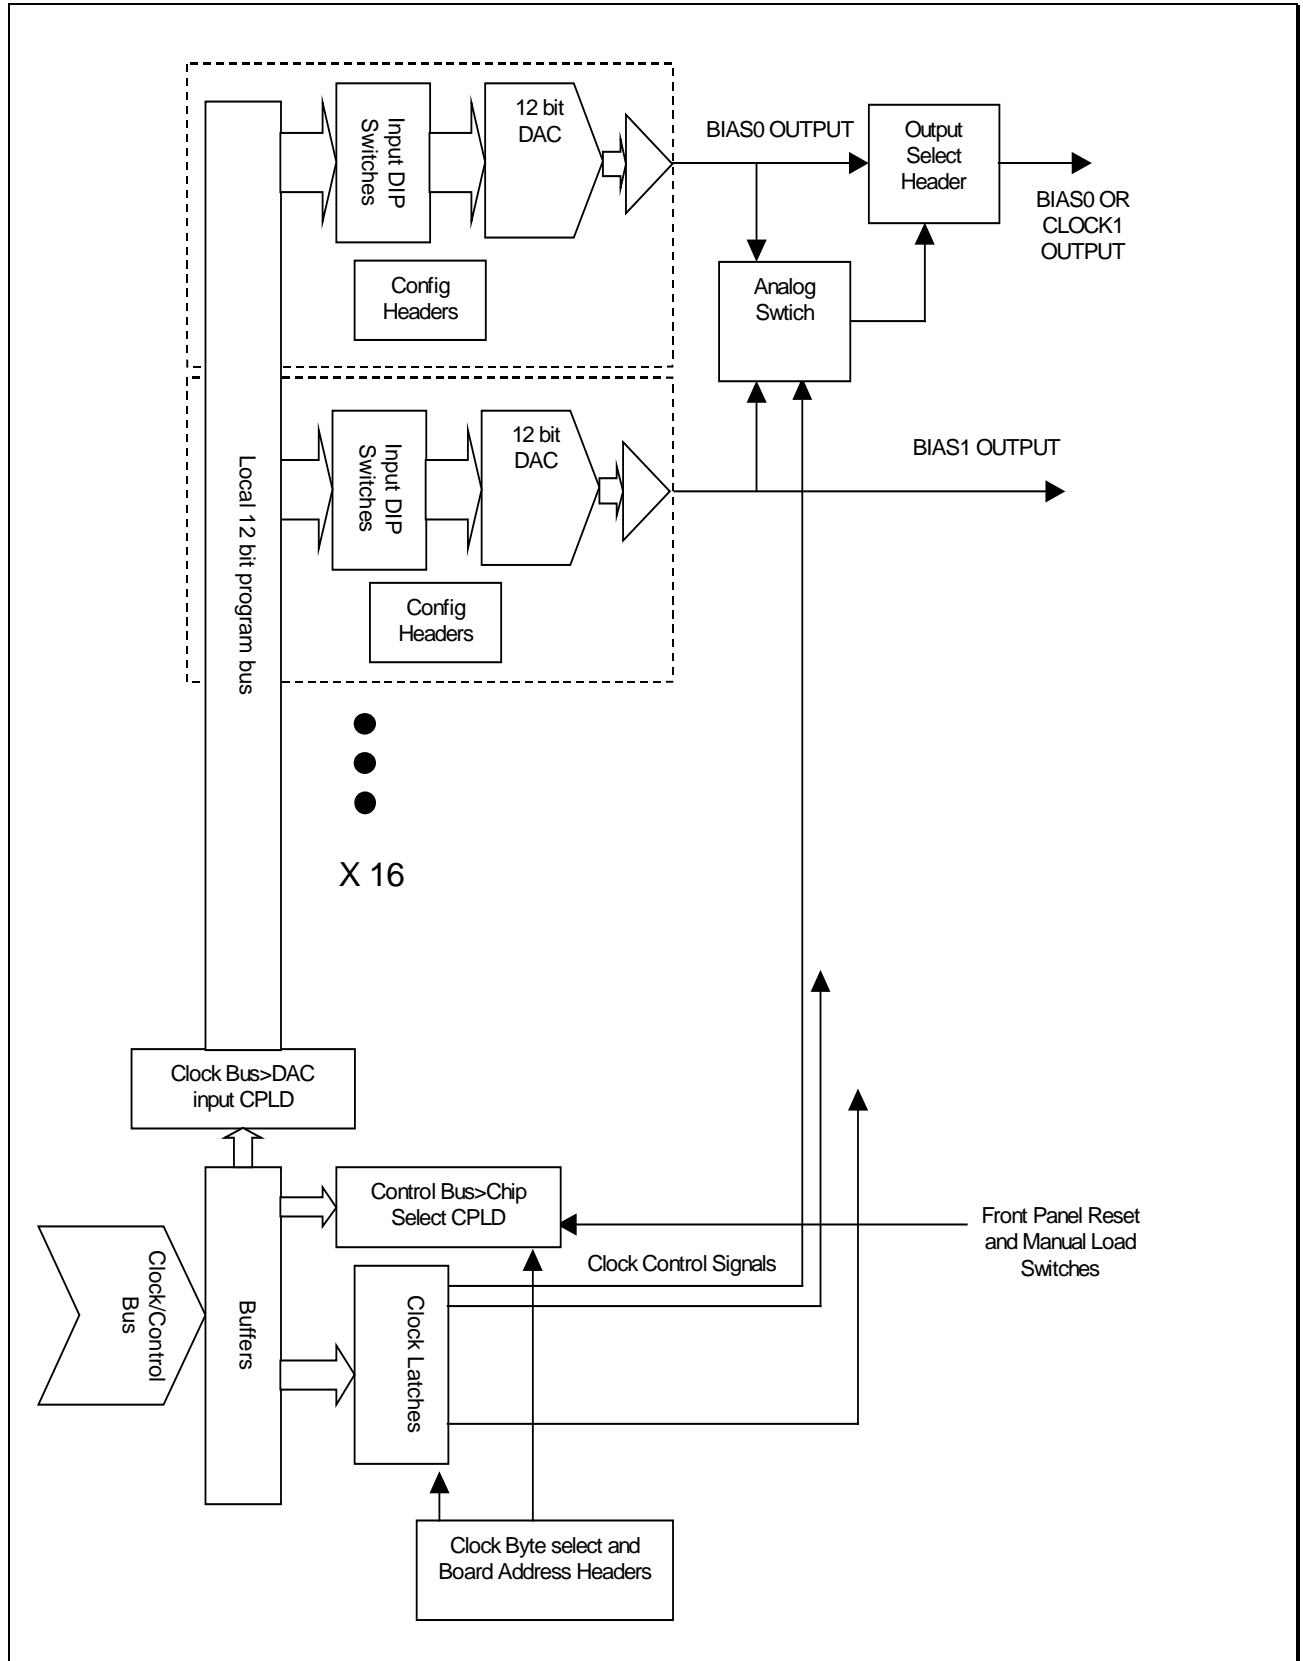 12 bit
DAC
Input DIP
Switches
Config
Headers
BIAS0 OUTPUT
Output
Select
Header
BIAS0 OR
CLOCK1
OUTPUT
Analog
Swtich
12 bit
DAC
Input DIP
Switches
Config
Headers
BIAS1 OUTPUT
Local 12 bit program bus
X 16
Clock Bus>DAC
input CPLD
Control Bus>Chip
Select CPLD
Front Panel Reset
and Manual Load
Switches
Clock Control Signals
Clock/Control
Bus
Buffers
Clock Latches
Clock Byte select and
Board Address Headers